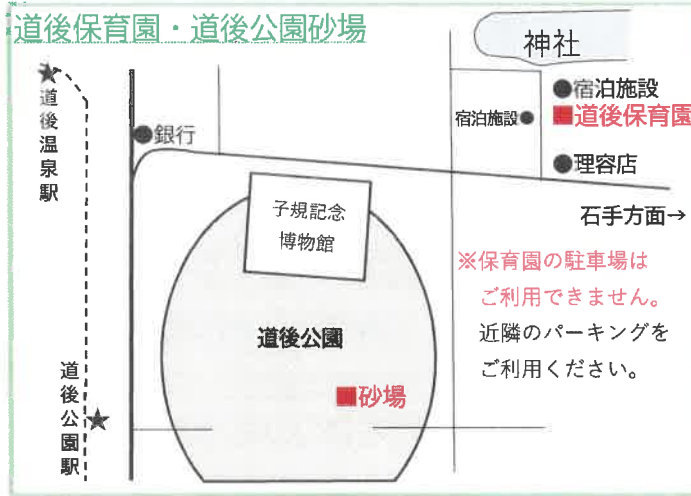 道後保育園・道後公園砂場
神社
道後温泉駅
銀行
宿泊施設
宿泊施設
道後保育園
理容店
子規記念
博物館
石手方面→
※保育園の駐車場は
ご利用できません。
近隣のパーキングを
ご利用ください。
道後公園
砂場
道後公園駅